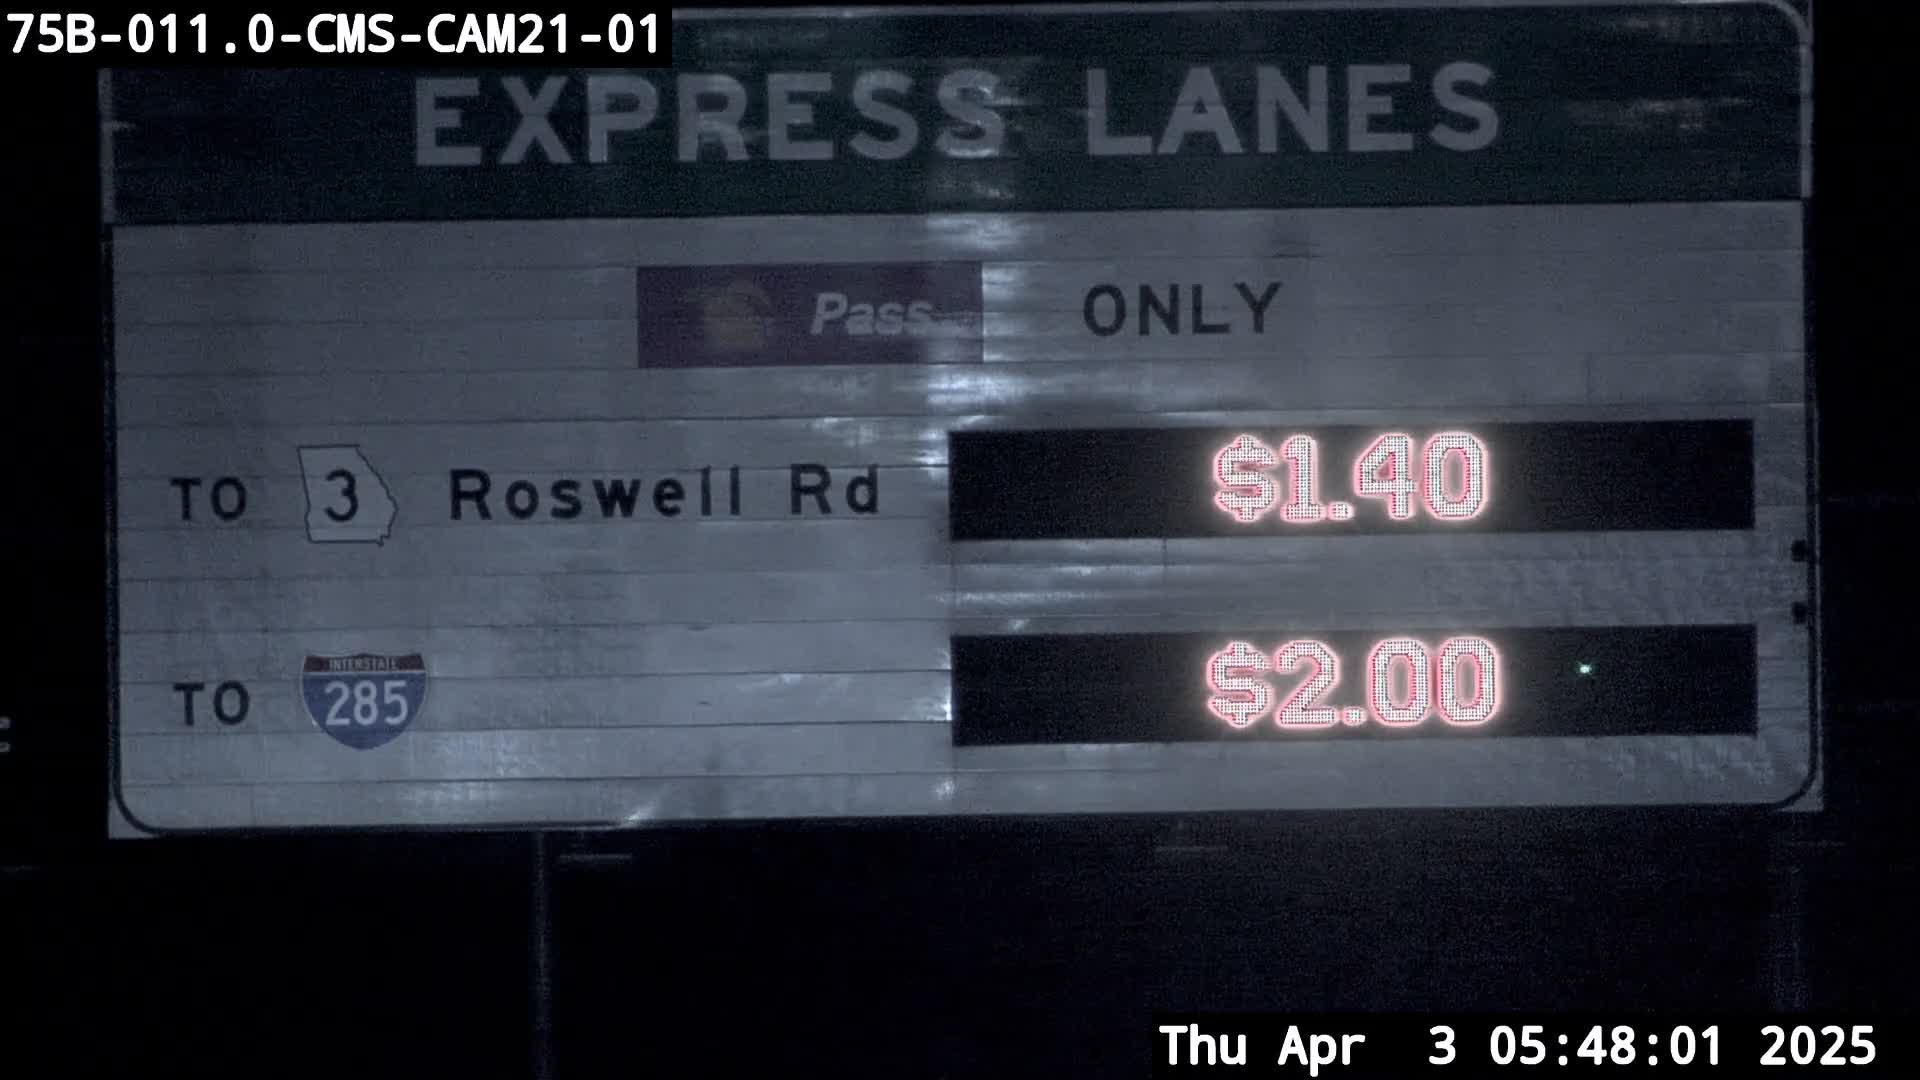 75B-011.0-CMS-CAM21-01
EXPRESS LANES
Pass ONLY
TO 3 Roswell Rd $1.40
INTERSTATE
TO 285 $2.00
Thu Apr 3 05:48:01 2025